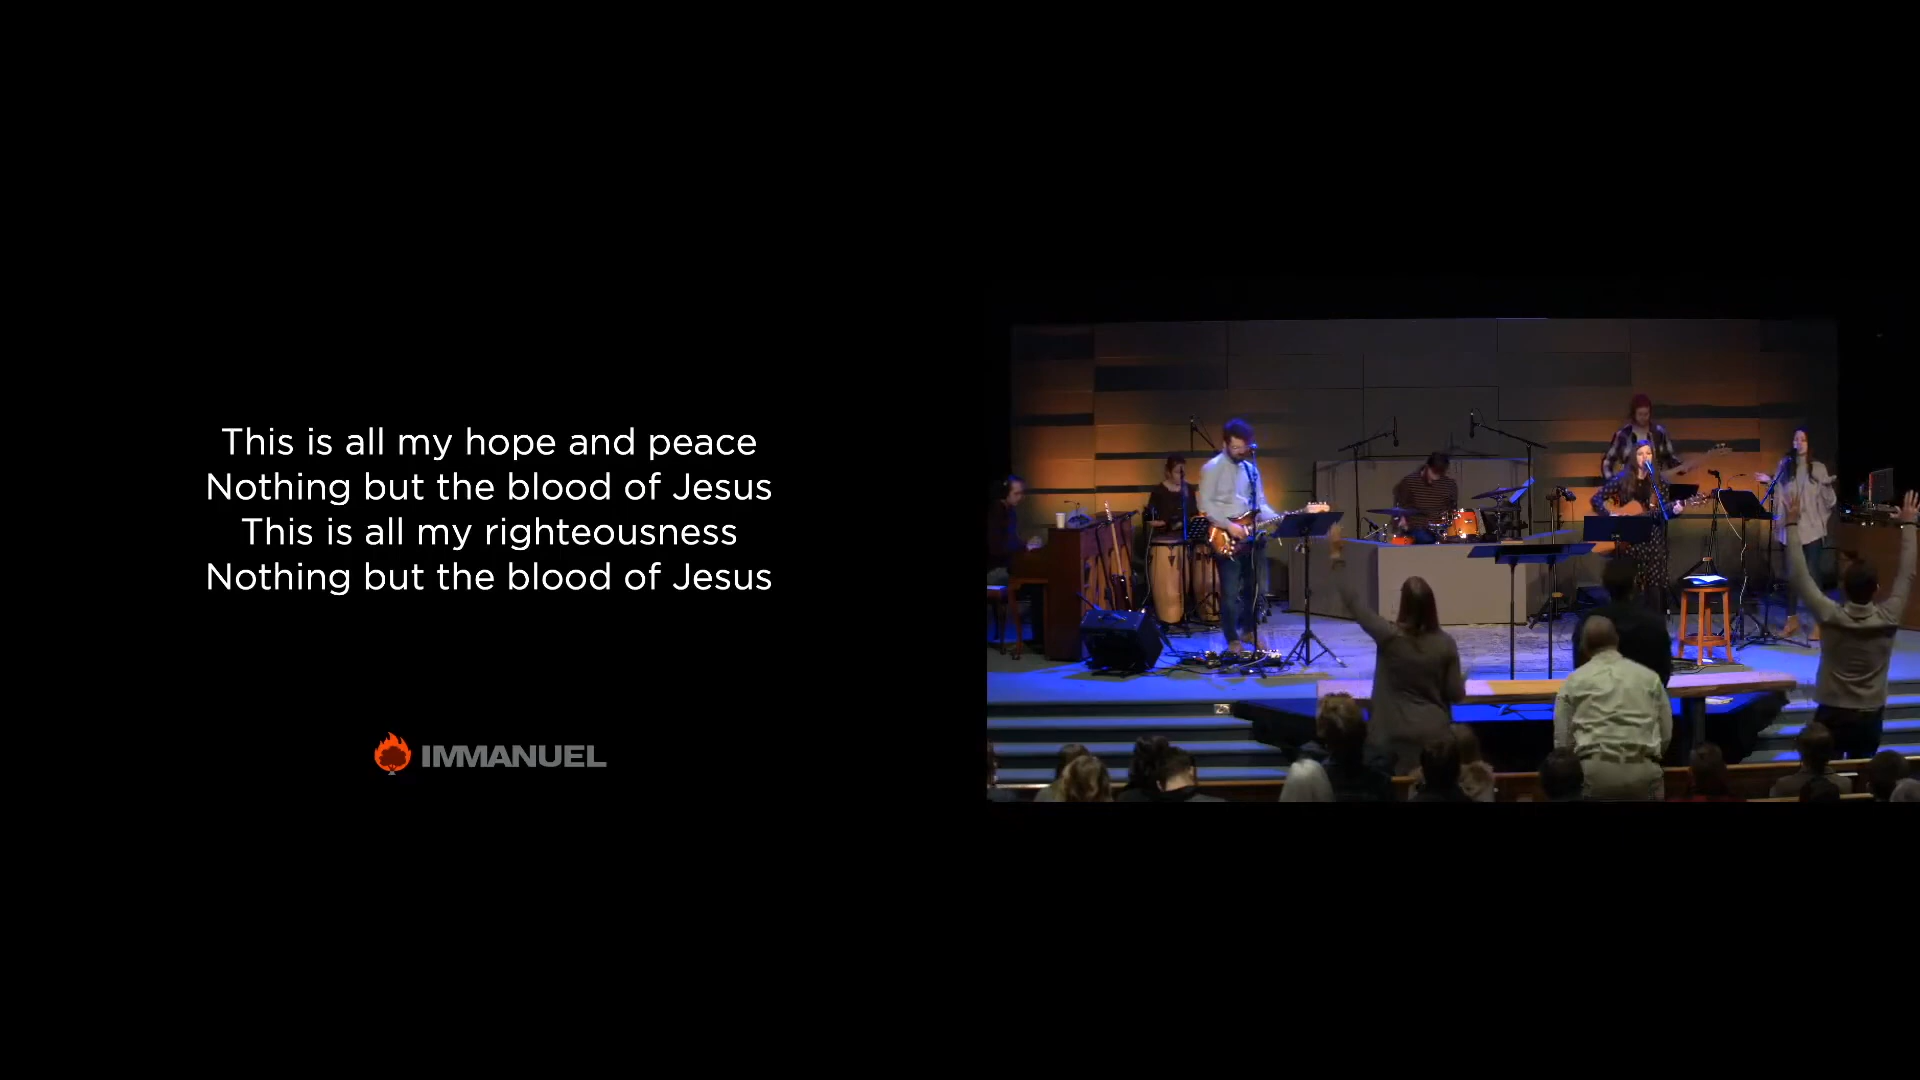 This is all my hope and peace
Nothing but the blood of Jesus
This is all my righteousness
Nothing but the blood of Jesus
IMMANUEL